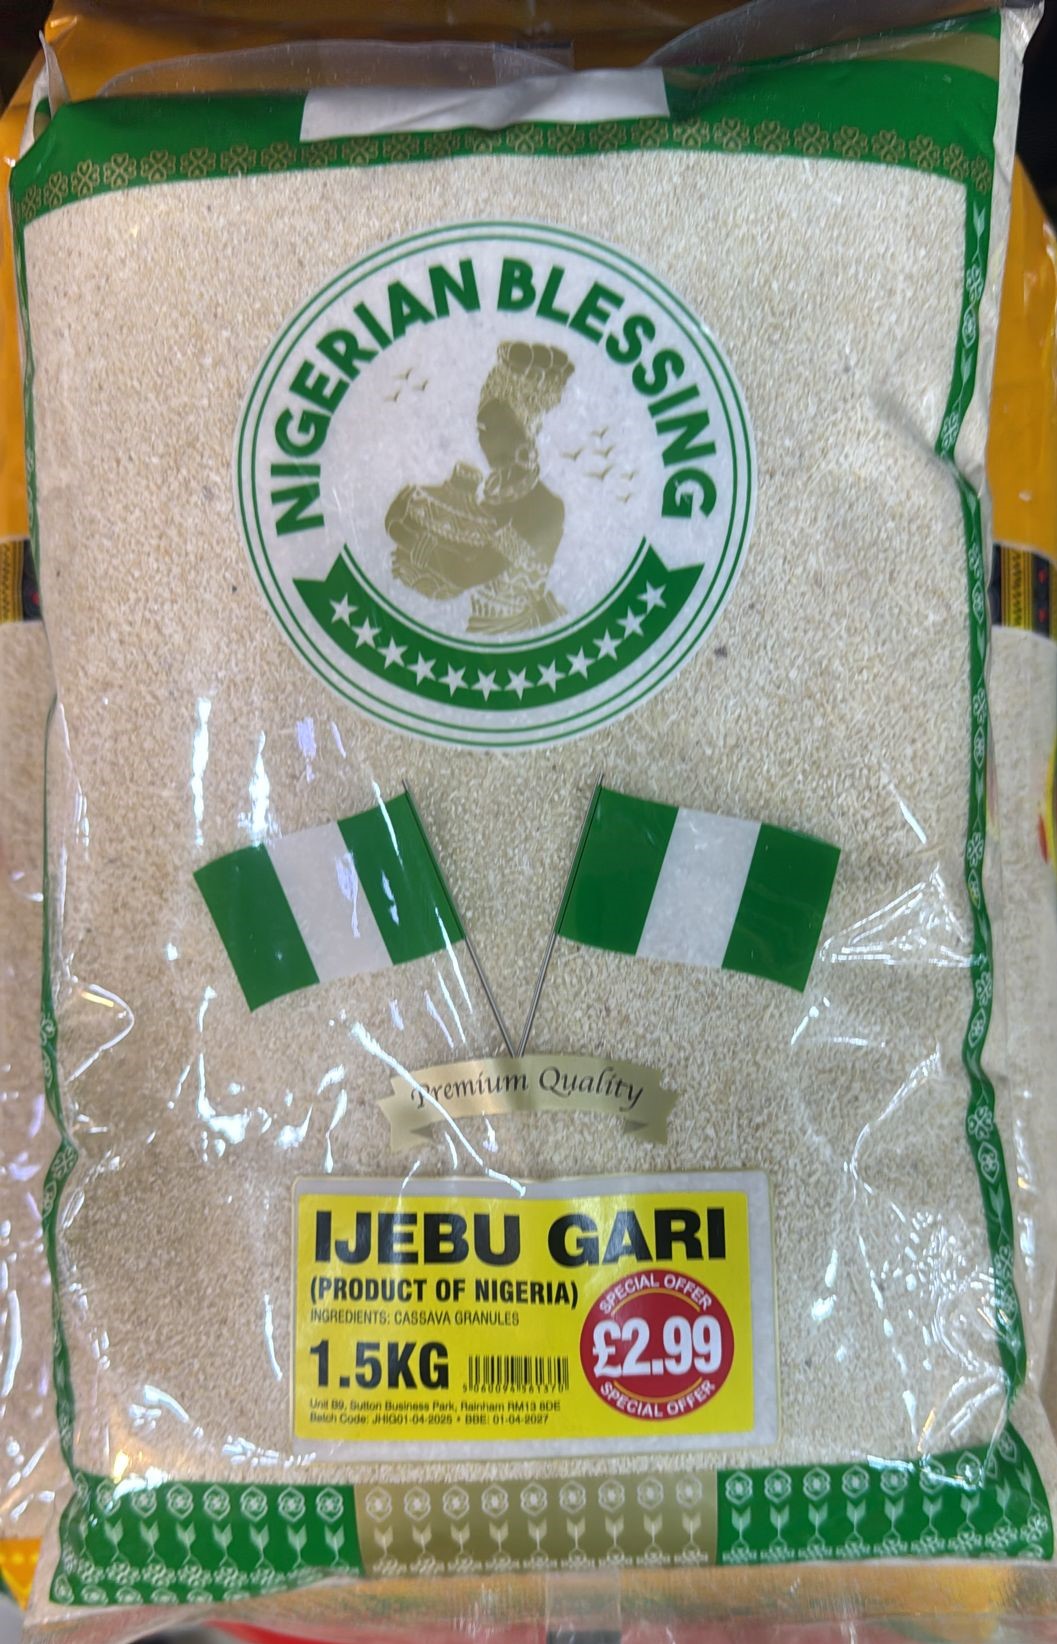 NIGERIAN BLESSING
Premium Quality
IJEBU GARI
(PRODUCT OF NIGERIA)
INGREDIENTS: CASSAVA GRANULES
1.5KG
SPECIAL OFFER
£2.99
SPECIAL OFFER
Unit B9, Sutton Business Park, Rainham RM13 8DE
Batch Code: JHIG01-04-2025 • BBE: 01-04-2027